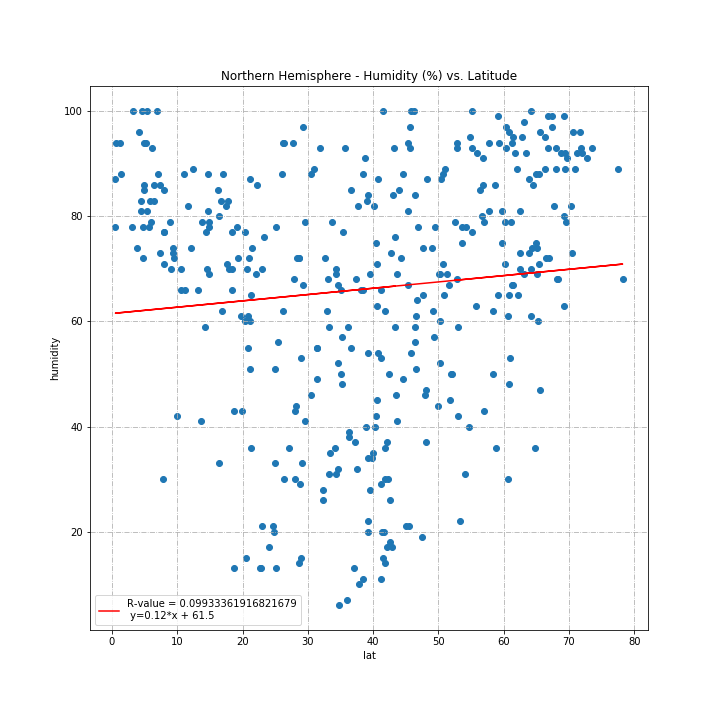 Northern Hemisphere - Humidity (%) vs. Latitude
100
80
60
40
20
humidity
R-value = 0.09933361916821679
y=0.12*x + 61.5
0 10 20 30 40 50 60 70 80
lat